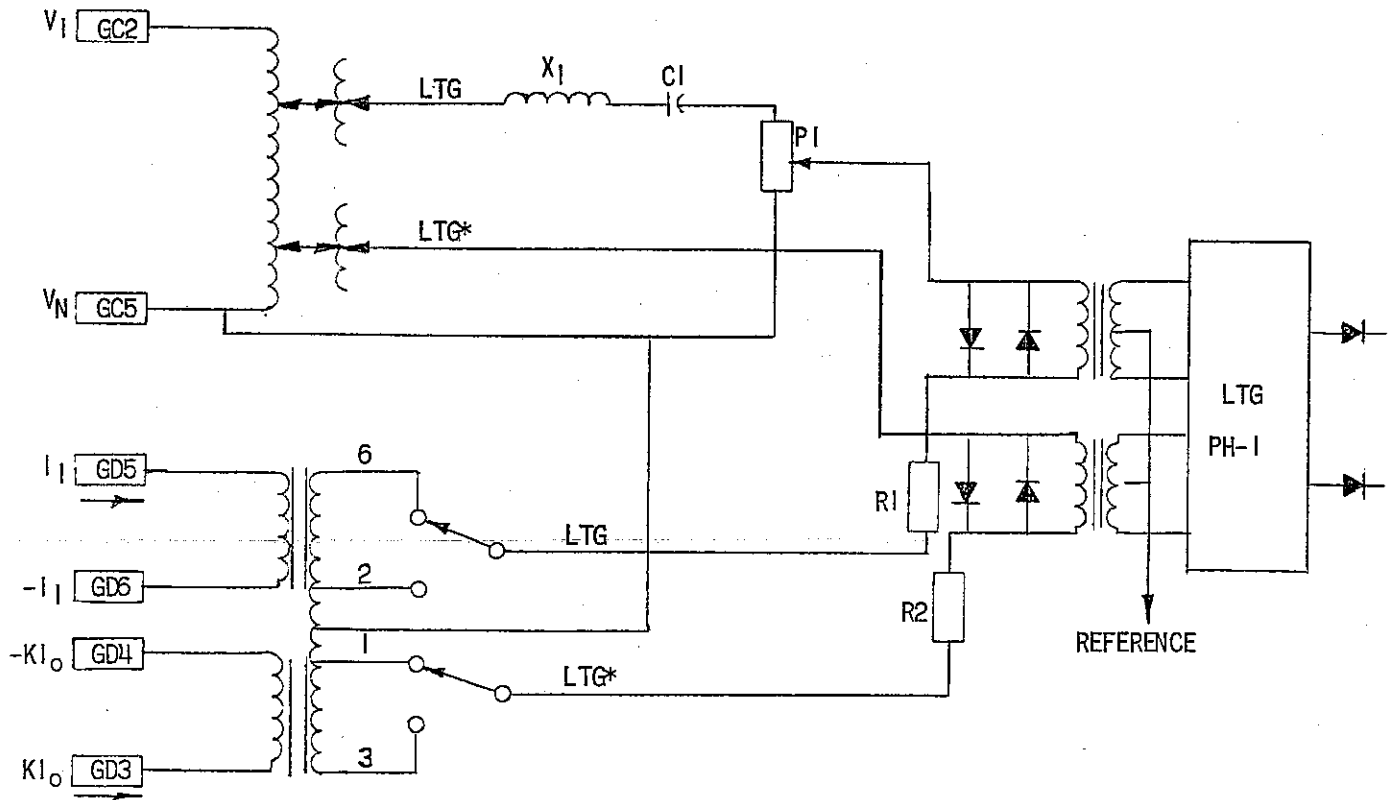 V1 GC2
LTG
X1
C1
P1
LTG*
VN GC5
LTG
PH-1
I1 GD5
6
R1
LTG
-I1 GD6
2
R2
1
-KIo GD4
REFERENCE
LTG*
3
KIo GD3